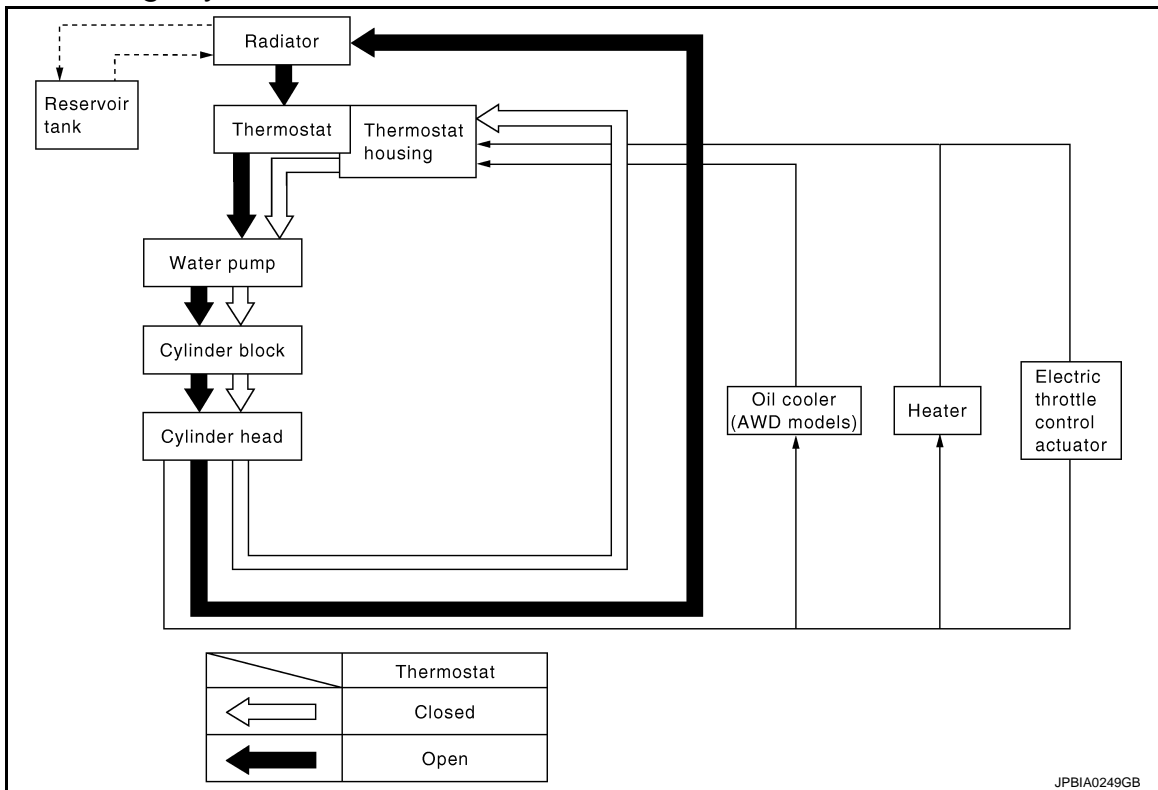 Radiator
Reservoir
tank
Thermostat
Thermostat
housing
Water pump
Cylinder block
Cylinder head
Oil cooler
(AWD models)
Heater
Electric
throttle
control
actuator
Thermostat
Closed
Open
JPBIA0249GB